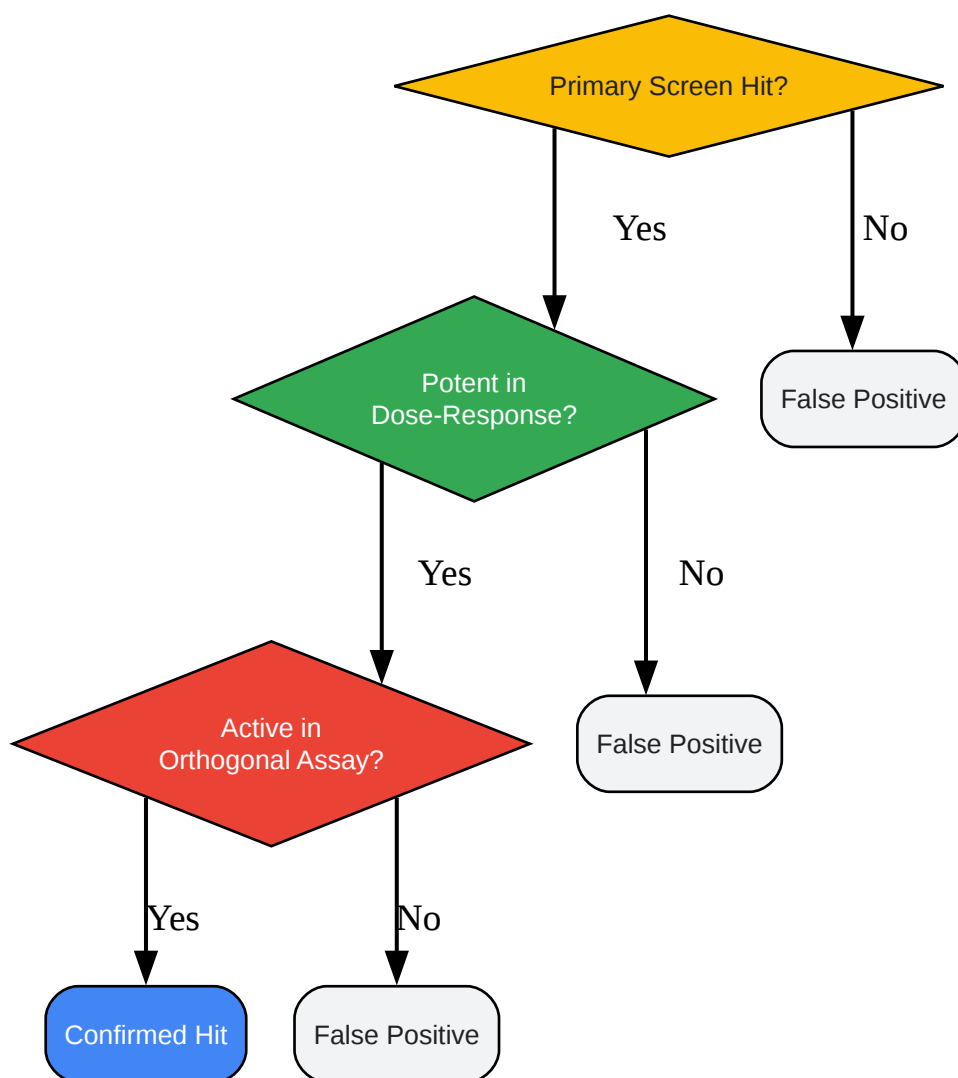 Primary Screen Hit?
Yes
No
False Positive
Potent in
Dose-Response?
Yes
No
False Positive
Active in
Orthogonal Assay?
Yes
No
Confirmed Hit
False Positive